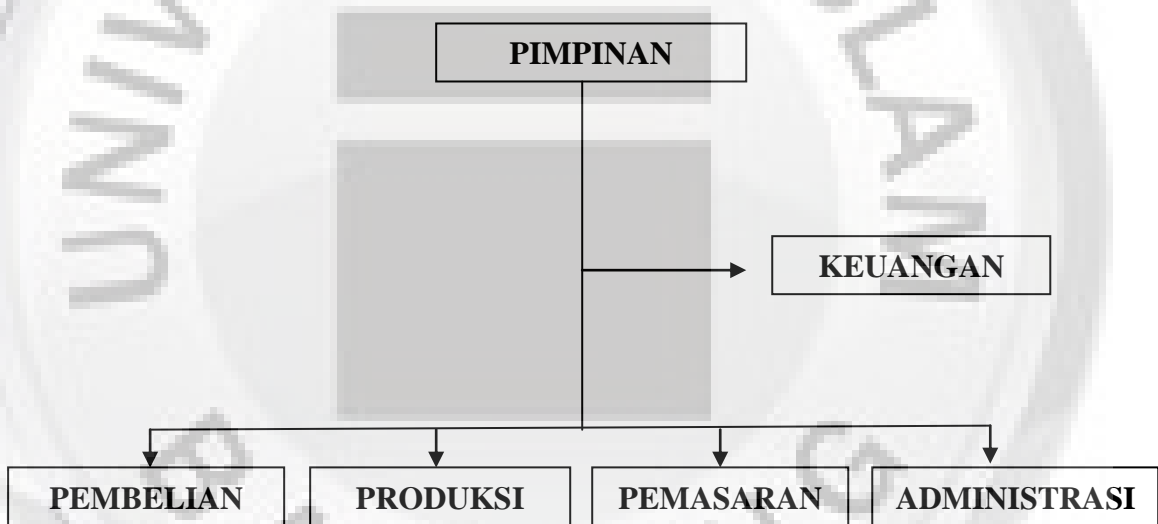 PIMPINAN
KEUANGAN
PEMBELIAN
PRODUKSI
PEMASARAN
ADMINISTRASI